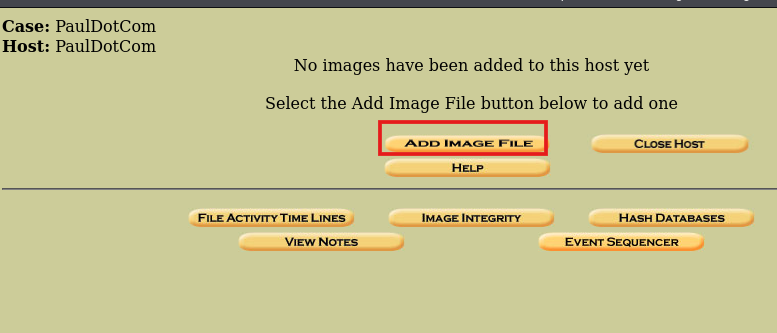 Case: PaulDotCom
Host: PaulDotCom
No images have been added to this host yet
Select the Add Image File button below to add one
ADD IMAGE FILE
CLOSE HOST
HELP
FILE ACTIVITY TIME LINES
IMAGE INTEGRITY
HASH DATABASES
VIEW NOTES
EVENT SEQUENCER